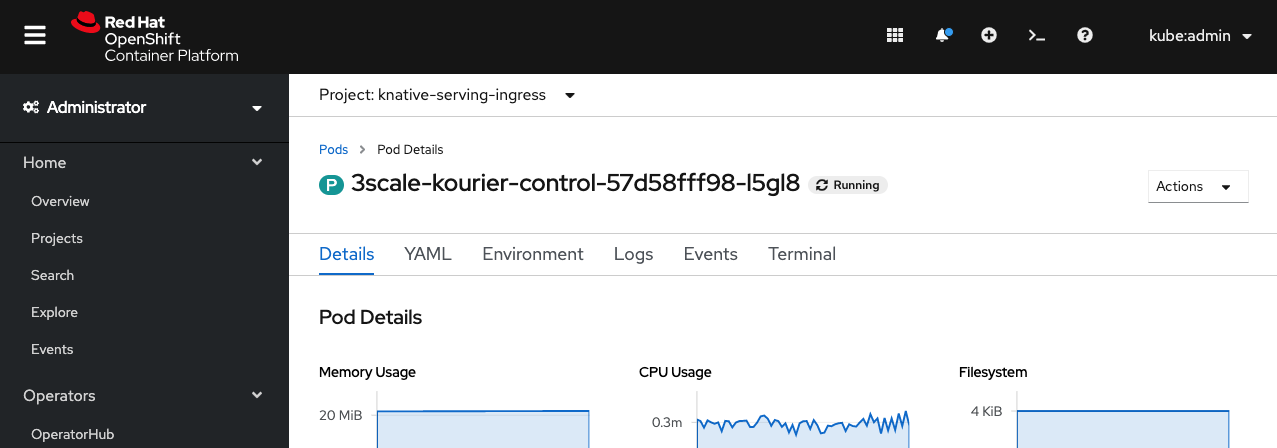 Red Hat
OpenShift
Container Platform
kube:admin
Administrator
Home
Overview
Projects
Search
Explore
Events
Operators
OperatorHub
Project: knative-serving-ingress
Pods > Pod Details
P 3scale-kourier-control-57d58fff98-l5gl8 Running
Actions
Details YAML Environment Logs Events Terminal
Pod Details
Memory Usage
20 MiB
CPU Usage
0.3m
Filesystem
4 KiB